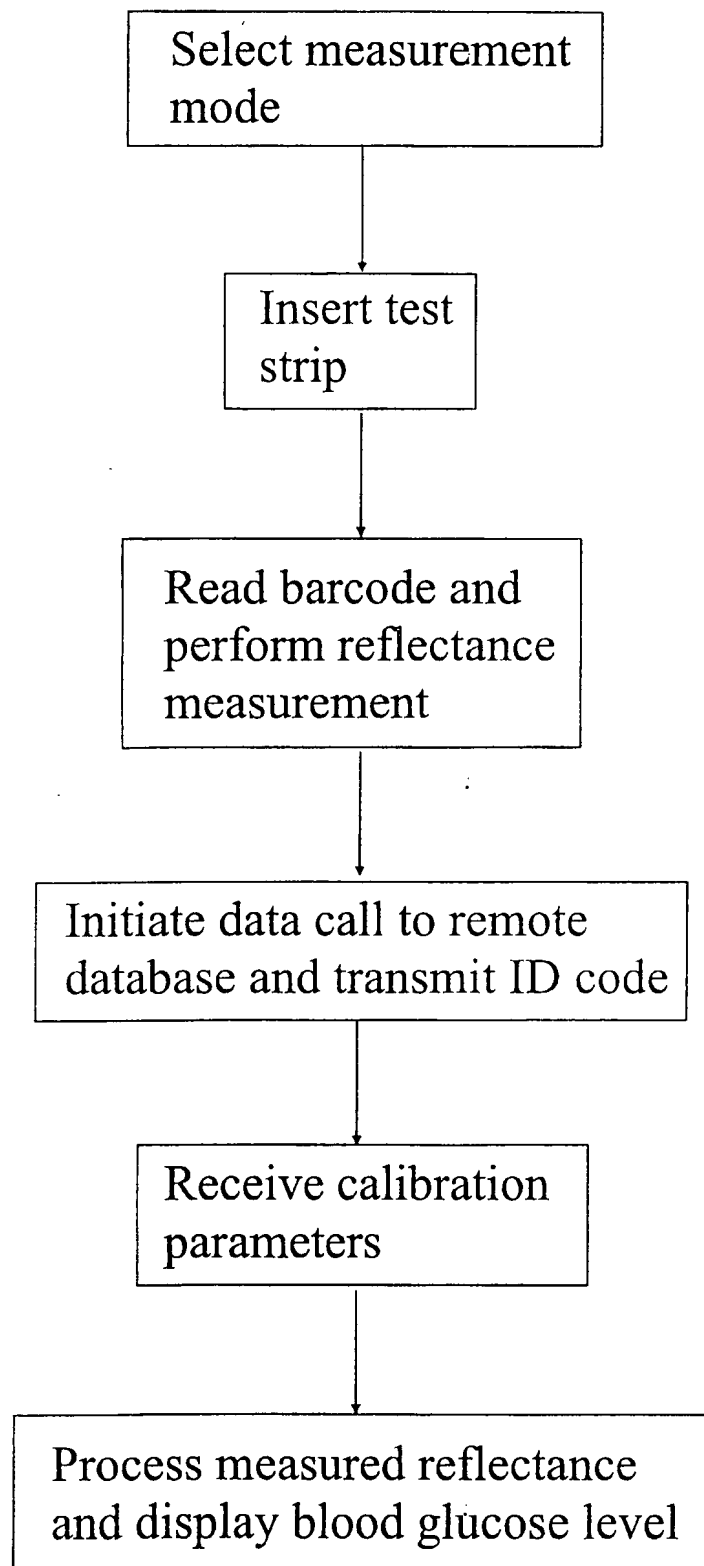 Select measurement
mode
Insert test
strip
Read barcode and
perform reflectance
measurement
Initiate data call to remote
database and transmit ID code
Receive calibration
parameters
Process measured reflectance
and display blood glucose level